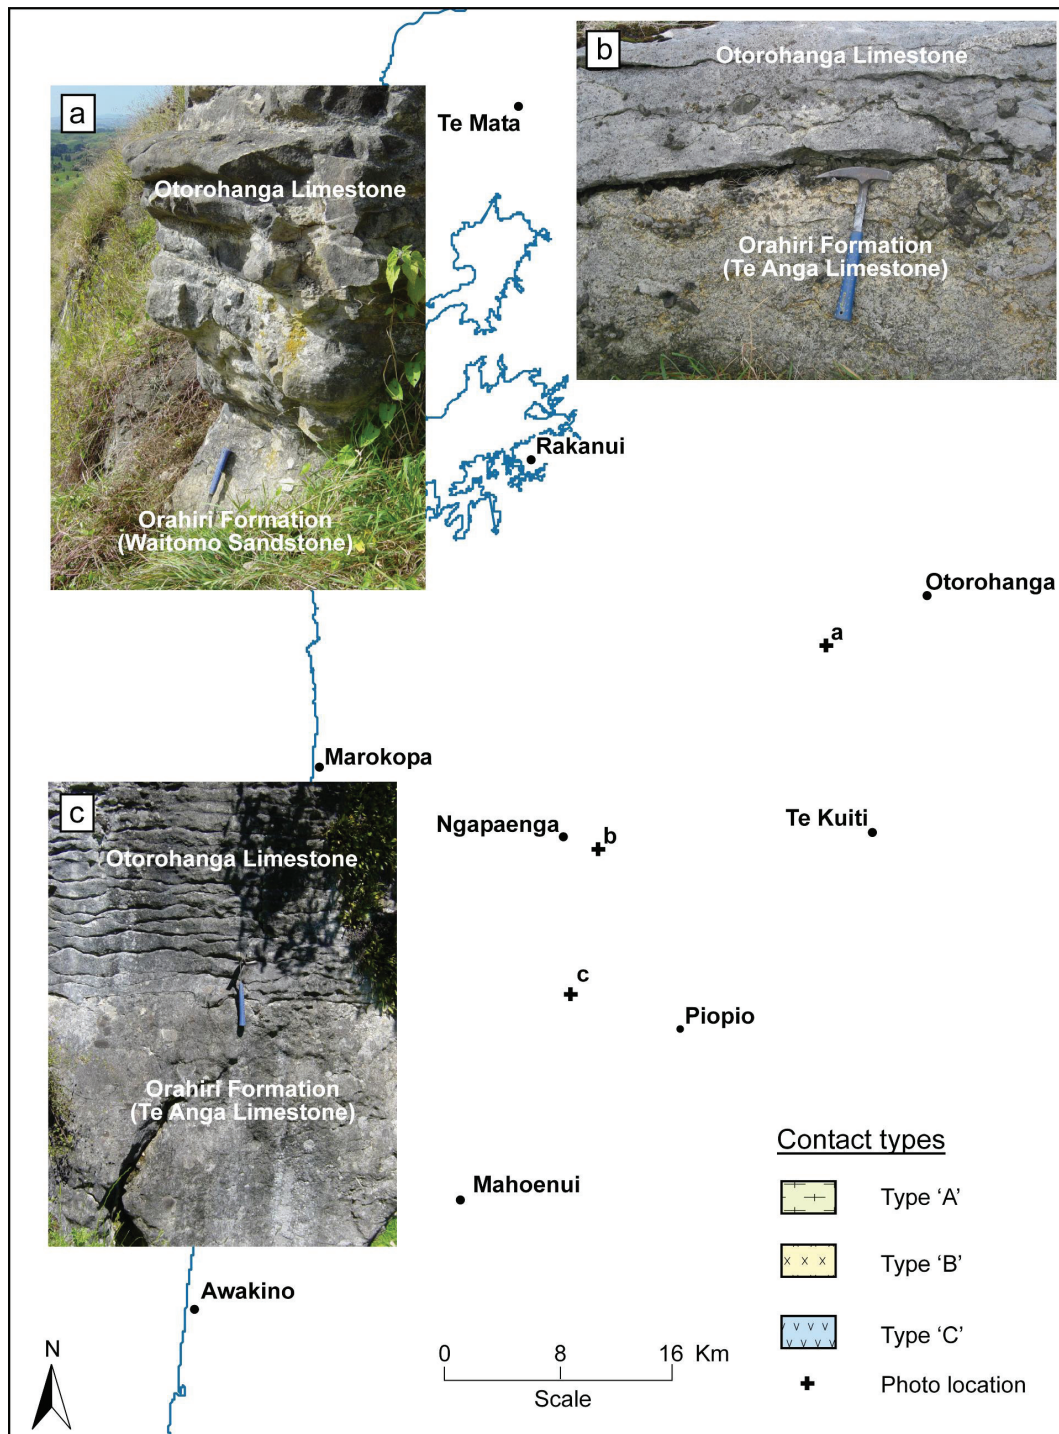 a
Otorohanga Limestone
Orahiri Formation
(Waitomo Sandstone)
b
Otorohanga Limestone
Orahiri Formation
(Te Anga Limestone)
Te Mata
Rakanui
Otorohanga
a
Marokopa
c
Otorohanga Limestone
Orahiri Formation
(Te Anga Limestone)
Ngapaenga
b
Te Kuiti
c
Piopio
Mahoenui
Awakino
N
0 8 16 Km
Scale
Contact types
Type ‘A’
Type ‘B’
Type ‘C’
Photo location